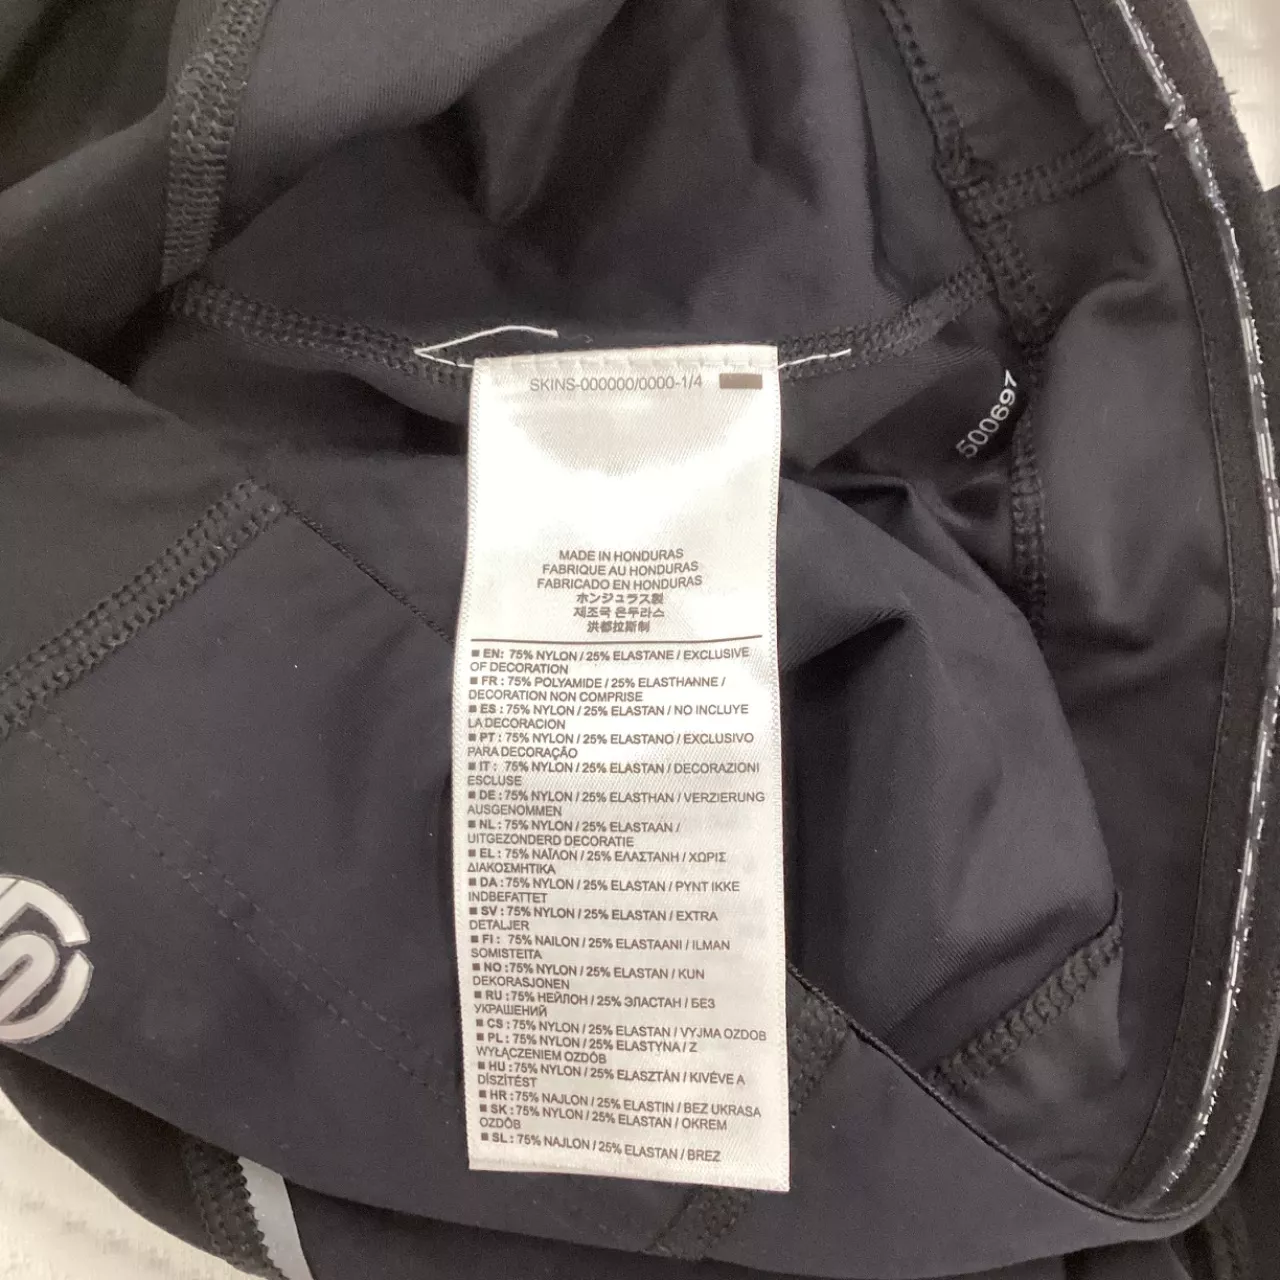 SKINS-000000/0000-1/4
500697
MADE IN HONDURAS
FABRIQUE AU HONDURAS
FABRICADO EN HONDURAS
ホンジュラス製
제조국 온두라스
洪都拉斯制
■ EN: 75% NYLON / 25% ELASTANE / EXCLUSIVE
OF DECORATION
■ FR : 75% POLYAMIDE / 25% ELASTHANNE /
DECORATION NON COMPRISE
■ ES : 75% NYLON / 25% ELASTAN / NO INCLUYE
LA DECORACION
■ PT : 75% NYLON / 25% ELASTANO / EXCLUSIVO
PARA DECORAÇÃO
■ IT : 75% NYLON / 25% ELASTAN / DECORAZIONI
ESCLUSE
■ DE : 75% NYLON / 25% ELASTHAN / VERZIERUNG
AUSGENOMMEN
■ NL : 75% NYLON / 25% ELASTAAN /
UITGEZONDERD DECORATIE
■ EL : 75% ΝΑΪΛΟΝ / 25% ΕΛΑΣΤΑΝΗ / ΧΩΡΙΣ
ΔΙΑΚΟΣΜΗΤΙΚΑ
■ DA : 75% NYLON / 25% ELASTAN / PYNT IKKE
INDBEFATTET
■ SV : 75% NYLON / 25% ELASTAN / EXTRA
DETALJER
■ FI : 75% NAILON / 25% ELASTAANI / ILMAN
SOMISTEITA
■ NO :75% NYLON / 25% ELASTAN / KUN
DEKORASJONEN
■ RU : 75% НЕЙЛОН / 25% ЭЛАСТАН / БЕЗ
УКРАШЕНИЙ
■ CS : 75% NYLON / 25% ELASTAN / VYJMA OZDOB
■ PL : 75% NYLON / 25% ELASTYNA / Z
WYŁĄCZENIEM OZDÓB
■ HU : 75% NYLON / 25% ELASZTÁN / KIVÉVE A
DÍSZÍTÉST
■ HR : 75% NAJLON / 25% ELASTIN / BEZ UKRASA
■ SK : 75% NYLON / 25% ELASTAN / OKREM
OZDÔB
■ SL : 75% NAJLON / 25% ELASTAN / BREZ